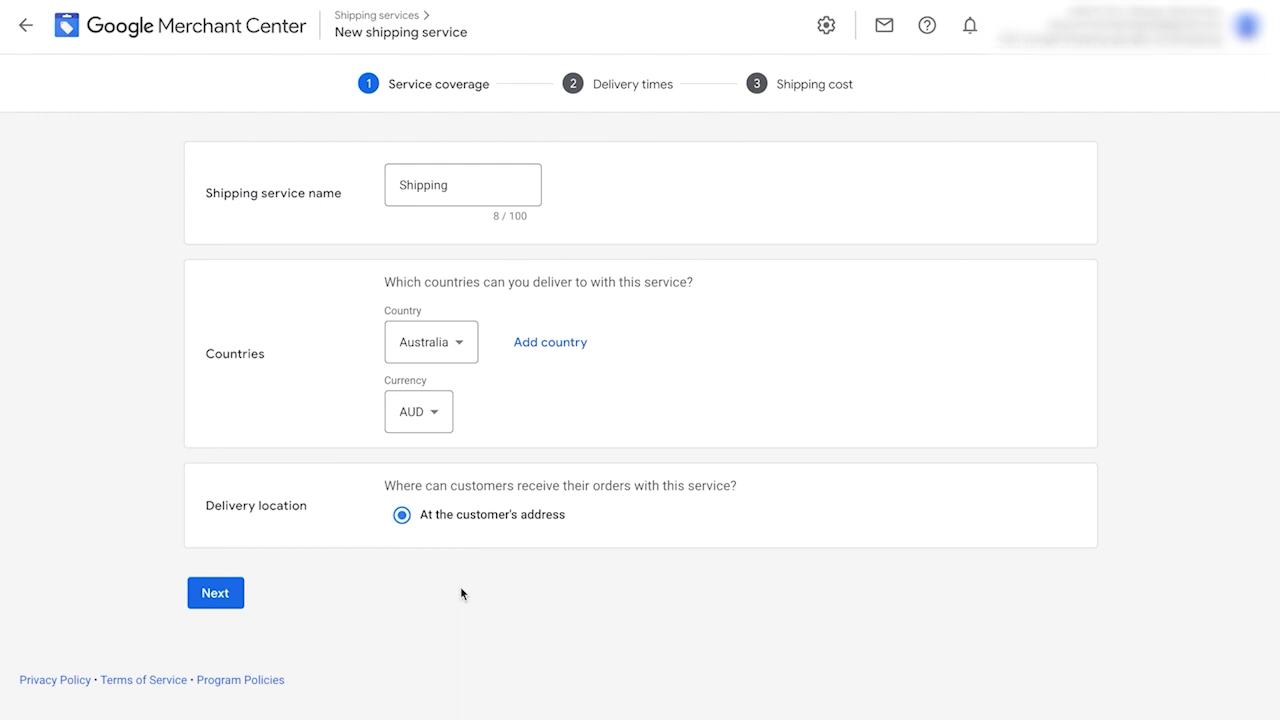 Google Merchant Center
Shipping services
New shipping service
1 Service coverage
2 Delivery times
3 Shipping cost
Shipping service name
Shipping
8 / 100
Which countries can you deliver to with this service?
Country
Australia
Add country
Countries
Currency
AUD
Where can customers receive their orders with this service?
Delivery location
At the customer's address
Next
Privacy Policy • Terms of Service • Program Policies